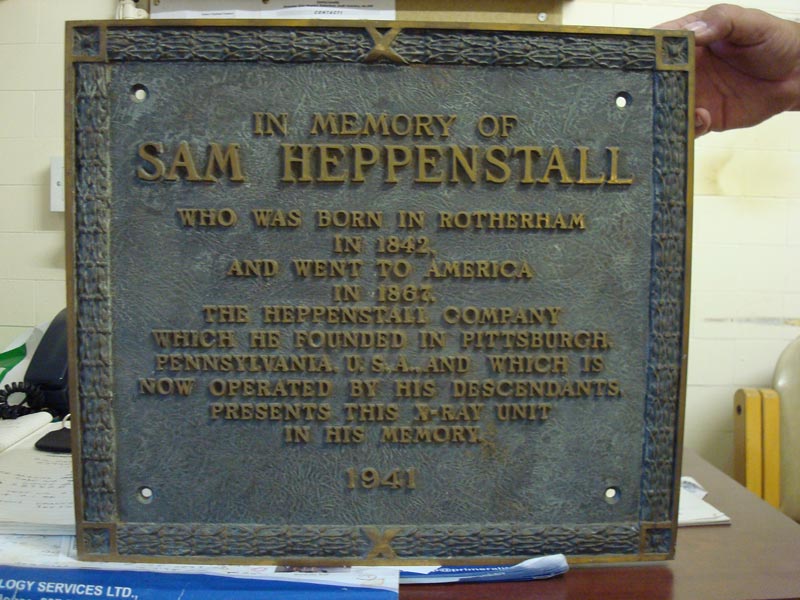 CONTACT:
IN MEMORY OF
SAM HEPPENSTALL
WHO WAS BORN IN ROTHERHAM
IN 1842,
AND WENT TO AMERICA
IN 1867.
THE HEPPENSTALL COMPANY
WHICH HE FOUNDED IN PITTSBURGH,
PENNSYLVANIA, U.S.A., AND WHICH IS
NOW OPERATED BY HIS DESCENDANTS,
PRESENTS THIS X-RAY UNIT
IN HIS MEMORY.
1941
LOGY SERVICES LTD.,